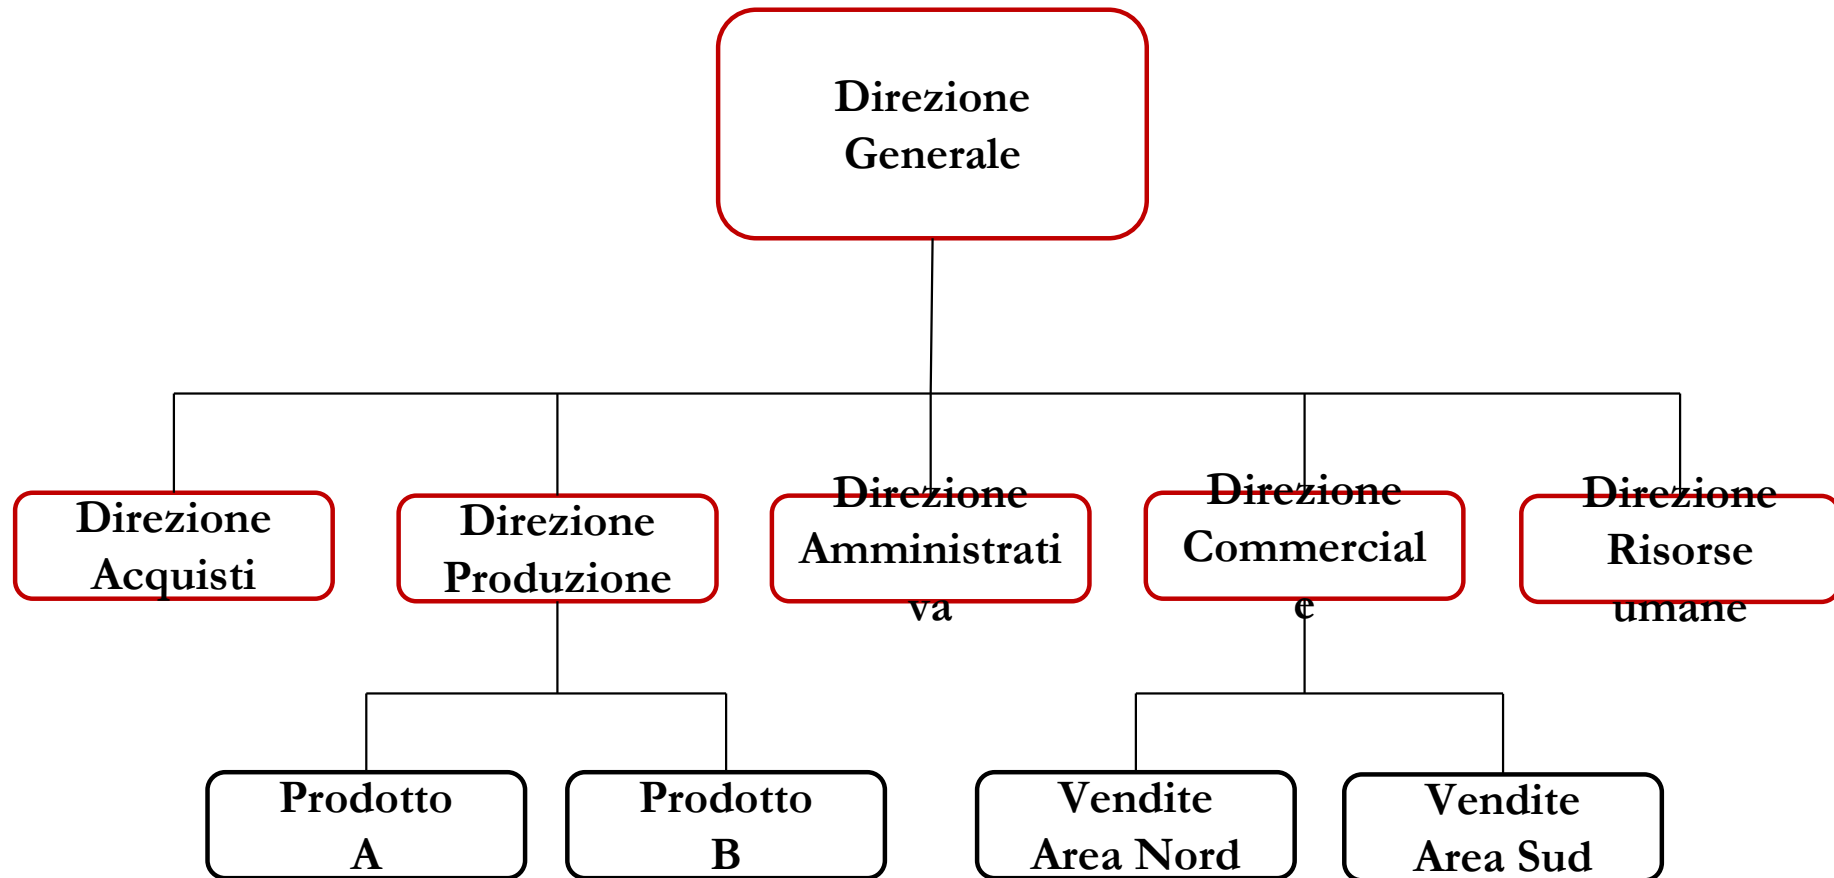 Direzione
Generale
Direzione
Acquisti
Direzione
Produzione
Direzione
Amministrati
va
Direzione
Commercial
e
Direzione
Risorse
umane
Prodotto
A
Prodotto
B
Vendite
Area Nord
Vendite
Area Sud